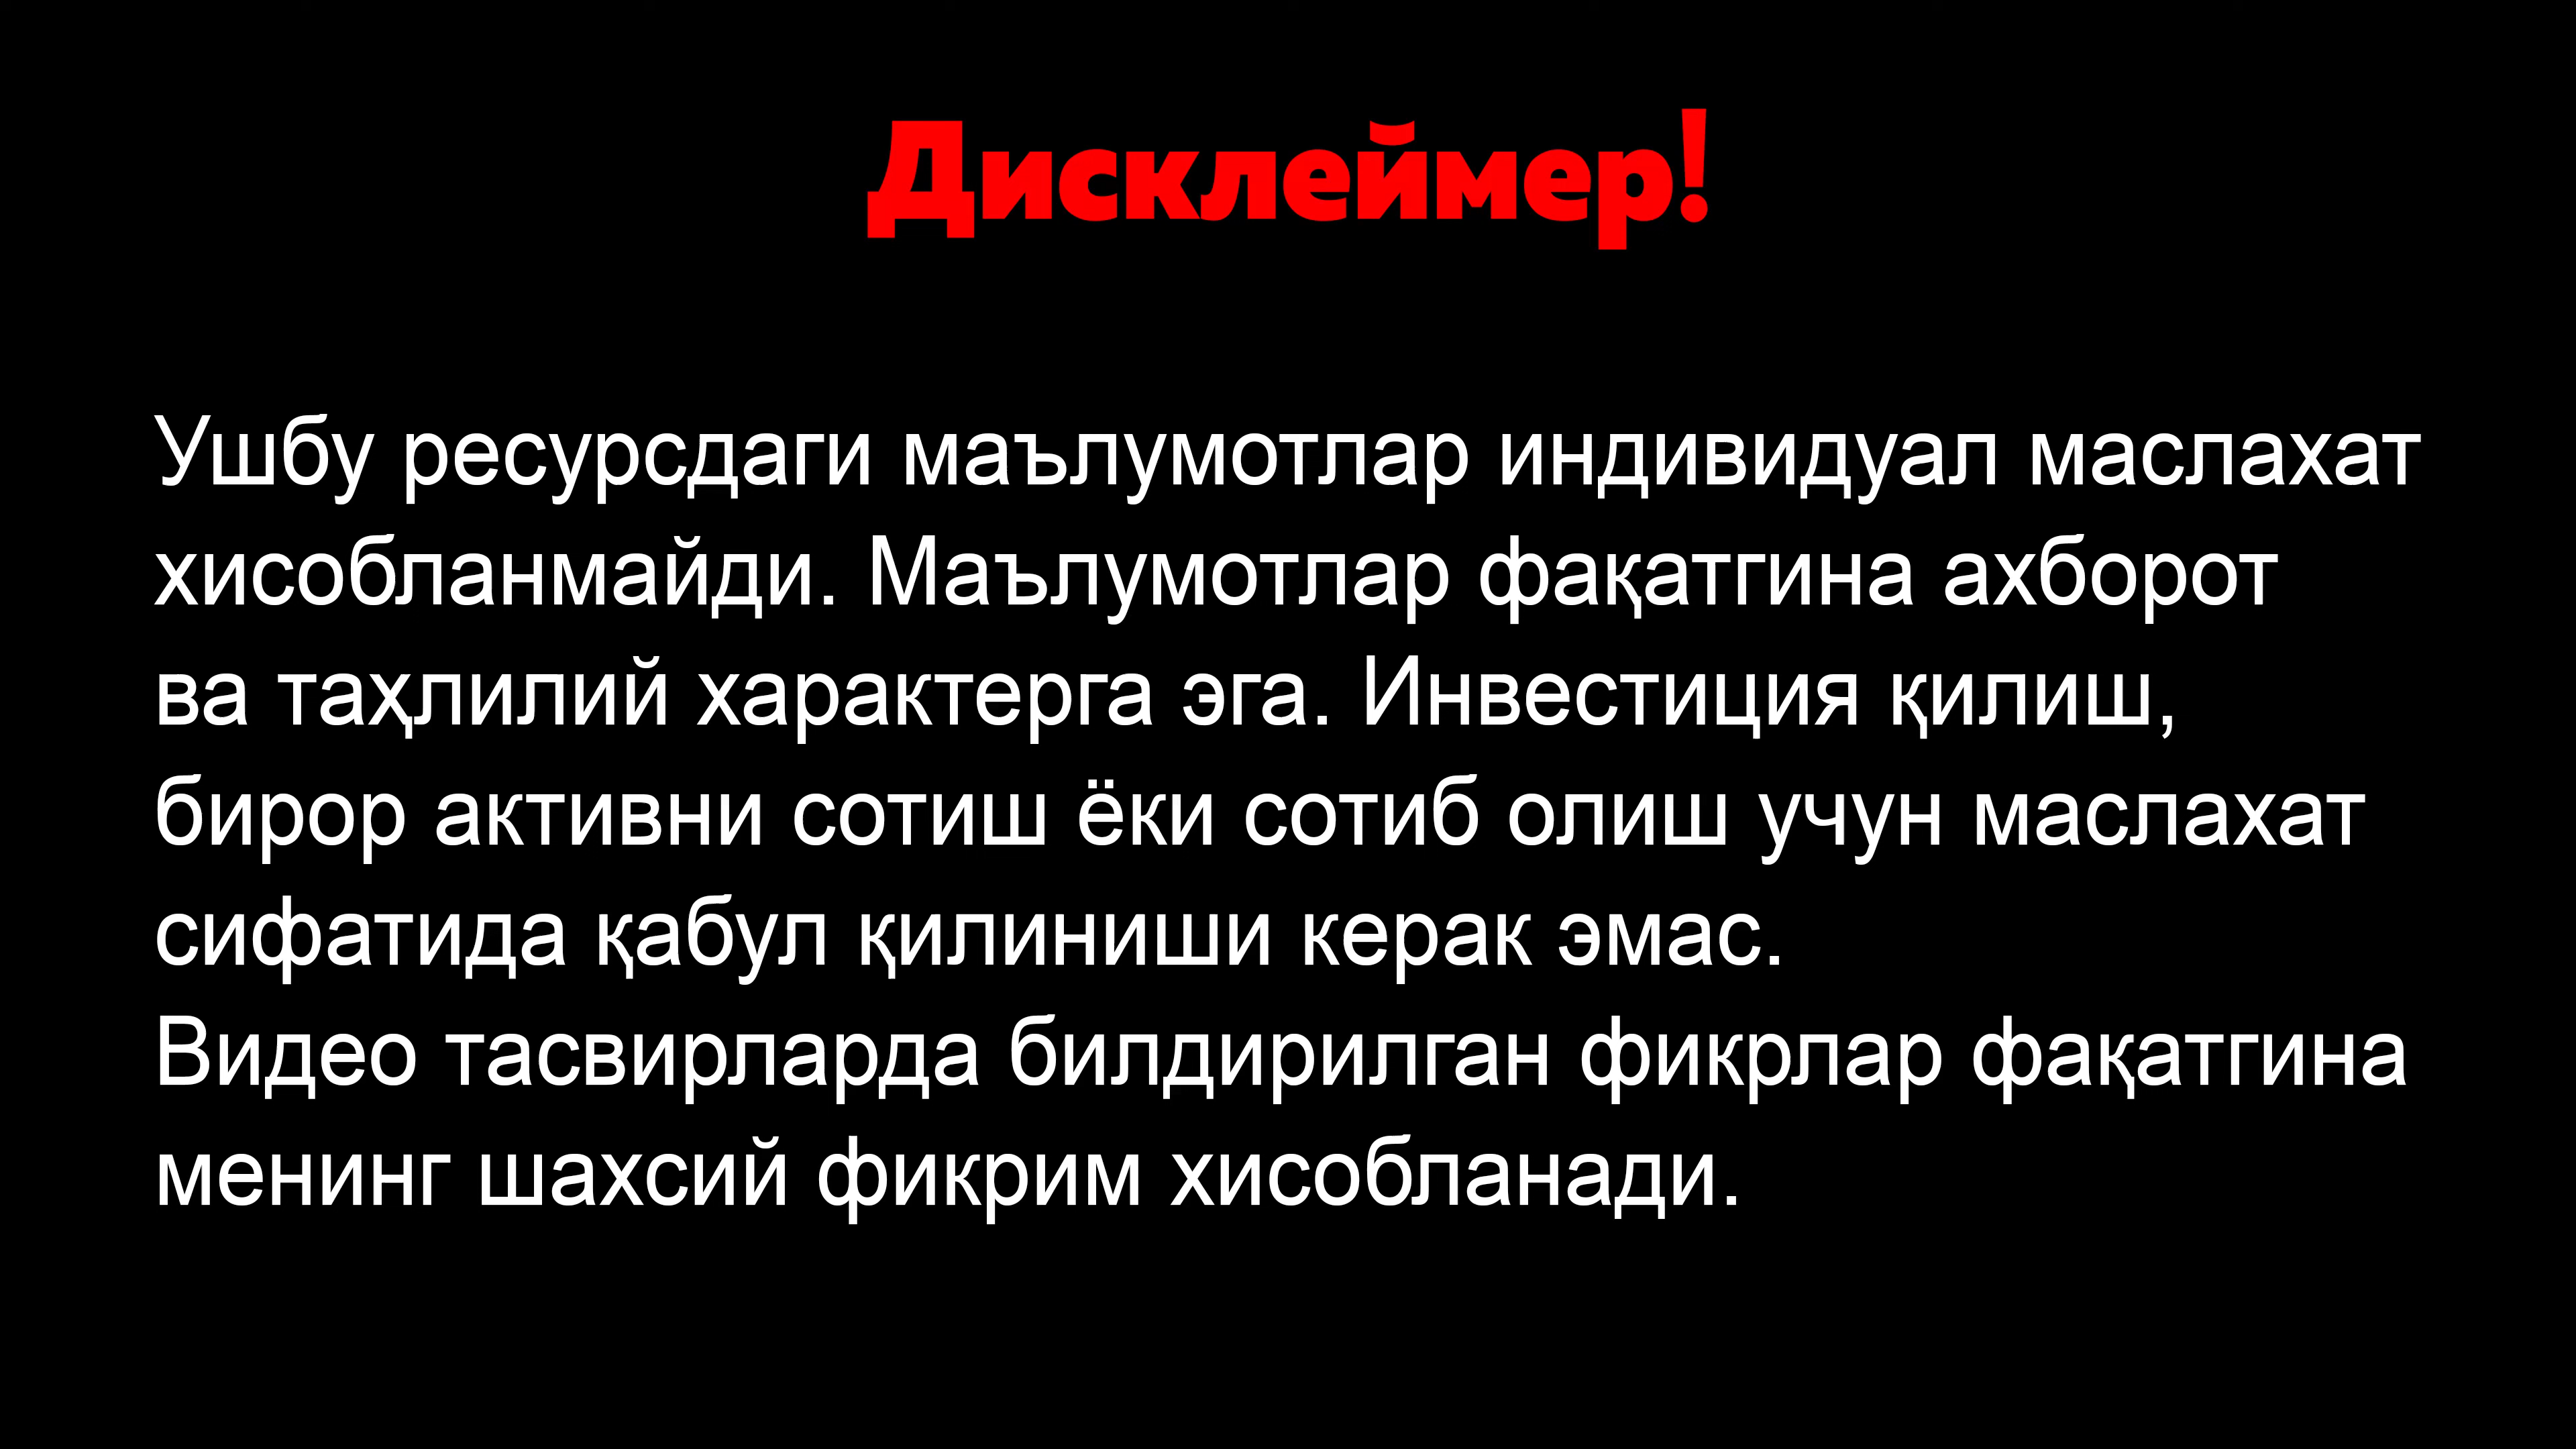 Дисклеймер!
Ушбу ресурсдаги маълумотлар индивидуал маслахат
хисобланмайди. Маълумотлар фақатгина ахборот
ва таҳлилий характерга эга. Инвестиция қилиш,
бирор активни сотиш ёки сотиб олиш учун маслахат
сифатида қабул қилиниши керак эмас.
Видео тасвирларда билдирилган фикрлар фақатгина
менинг шахсий фикрим хисобланади.